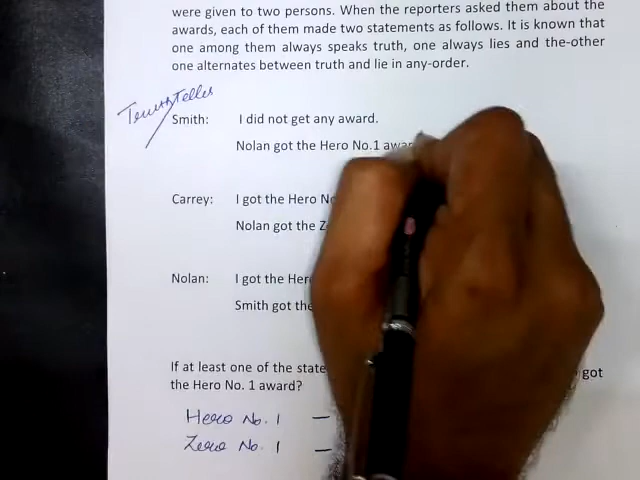 were given to two persons. When the reporters asked them about the
awards, each of them made two statements as follows. It is known that
one among them always speaks truth, one always lies and the-other
one alternates between truth and lie in any-order.
Teller
Smith: I did not get any award.
Nolan got the Hero No.1
Carrey: I got the Hero
Nolan got the
Nolan: I got the
Smith got the
If at least one of the got
the Hero No. 1 award?
Hero No. 1 —
Zero No. 1 —